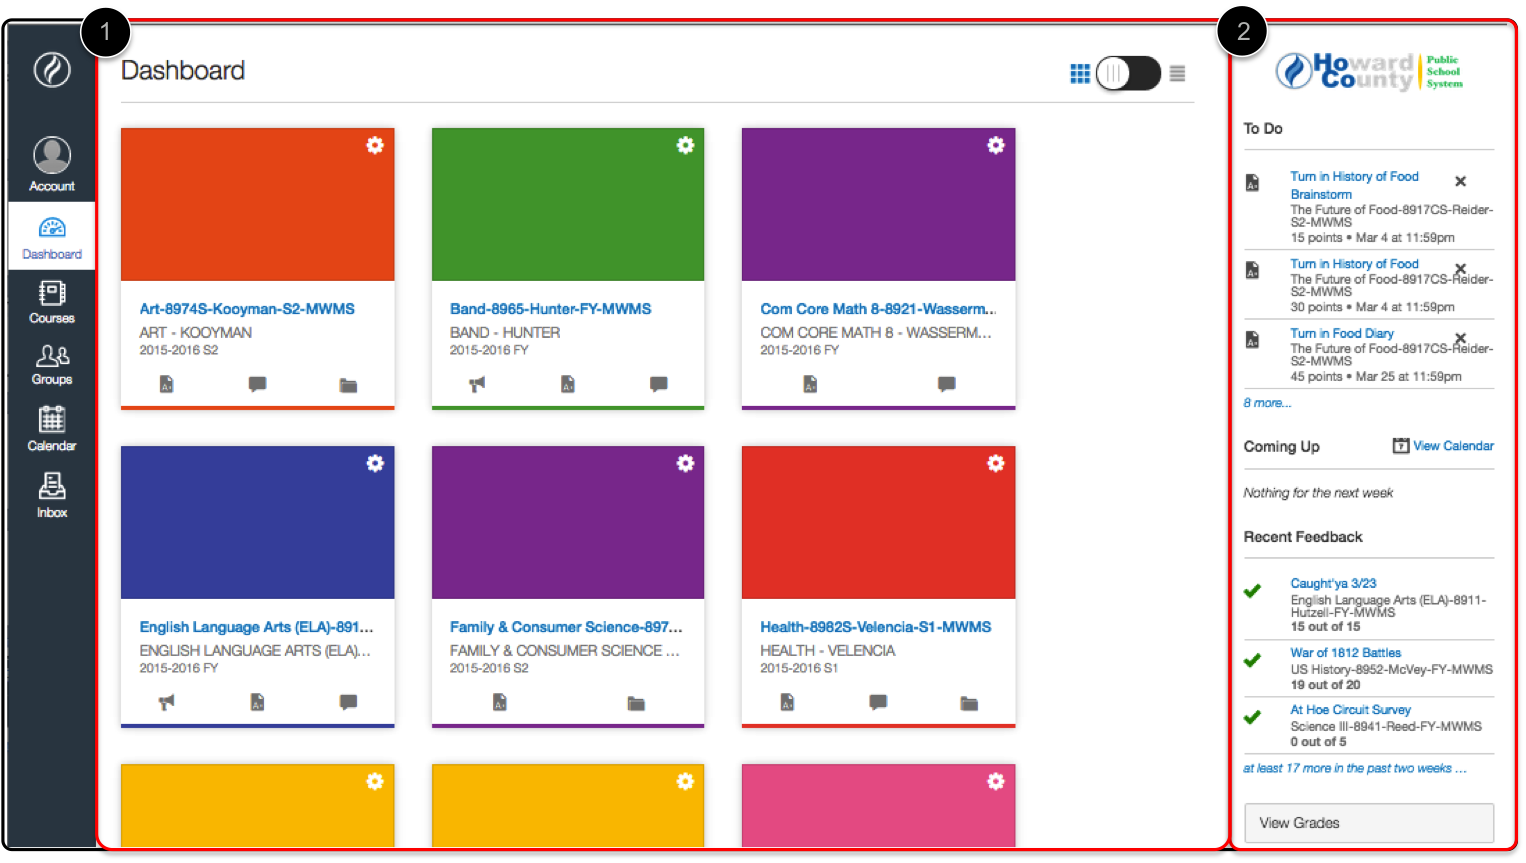 1
2
Account
Dashboard
Courses
Groups
Calendar
Inbox
Dashboard
Art-8974S-Kooyman-S2-MWMS
ART - KOOYMAN
2015-2016 S2
Band-8965-Hunter-FY-MWMS
BAND - HUNTER
2015-2016 FY
Com Core Math 8-8921-Wasserm...
COM CORE MATH 8 - WASSERM...
2015-2016 FY
English Language Arts (ELA)-891...
ENGLISH LANGUAGE ARTS (ELA)...
2015-2016 FY
Family & Consumer Science-897...
FAMILY & CONSUMER SCIENCE ...
2015-2016 S2
Health-8982S-Velencia-S1-MWMS
HEALTH - VELENCIA
2015-2016 S1
Howard
County
Public
School
System
To Do
Turn in History of Food
Brainstorm
The Future of Food-8917CS-Reider-
S2-MWMS
15 points • Mar 4 at 11:59pm
Turn in History of Food
The Future of Food-8917CS-Reider-
S2-MWMS
30 points • Mar 4 at 11:59pm
Turn in Food Diary
The Future of Food-8917CS-Reider-
S2-MWMS
45 points • Mar 25 at 11:59pm
8 more...
Coming Up
View Calendar
Nothing for the next week
Recent Feedback
Caught'ya 3/23
English Language Arts (ELA)-8911-
Hutzell-FY-MWMS
15 out of 15
War of 1812 Battles
US History-8952-McVey-FY-MWMS
19 out of 20
At Hoe Circuit Survey
Science III-8941-Reed-FY-MWMS
0 out of 5
at least 17 more in the past two weeks ...
View Grades